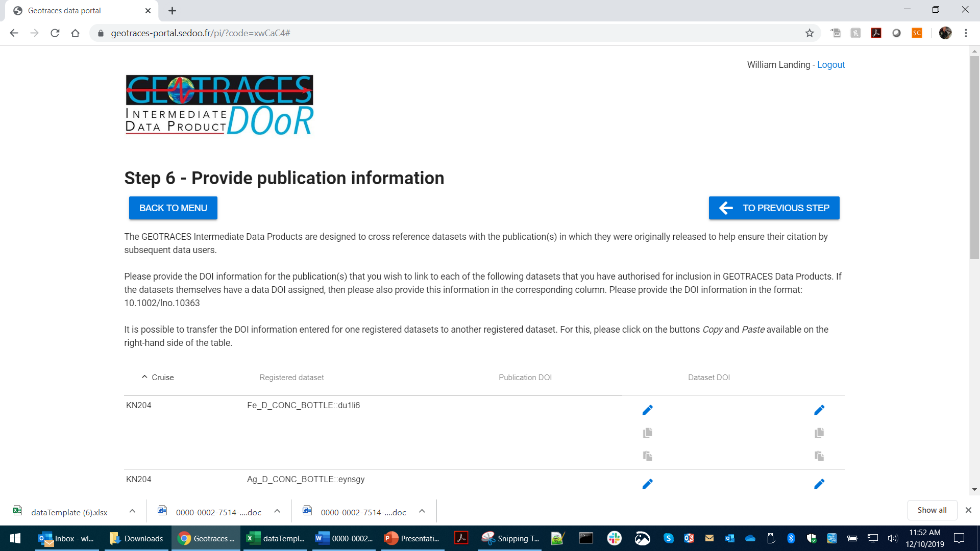 Geotraces data portal
geotraces-portal.sedoo.fr/pi/?code=xwCaC4#
William Landing - Logout
GEOTRACES
INTERMEDIATE
DATA PRODUCT DOoR
Step 6 - Provide publication information
BACK TO MENU
TO PREVIOUS STEP
The GEOTRACES Intermediate Data Products are designed to cross reference datasets with the publication(s) in which they were originally released to help ensure their citation by
subsequent data users.
Please provide the DOI information for the publication(s) that you wish to link to each of the following datasets that you have authorised for inclusion in GEOTRACES Data Products. If
the datasets themselves have a data DOI assigned, then please also provide this information in the corresponding column. Please provide the DOI information in the format:
10.1002/lno.10363
It is possible to transfer the DOI information entered for one registered datasets to another registered dataset. For this, please click on the buttons Copy and Paste available on the
right-hand side of the table.
Cruise Registered dataset Publication DOI Dataset DOI
KN204 Fe_D_CONC_BOTTLE::du1li6
KN204 Ag_D_CONC_BOTTLE::eynsgy
dataTemplate (6).xlsx
0000-0002-7514-....doc
0000-0002-7514-....doc
Show all
Inbox - wl...
Downloads
Geotraces ...
dataTempl...
0000-0002...
Presentati...
Snipping T...
11:52 AM
12/10/2019